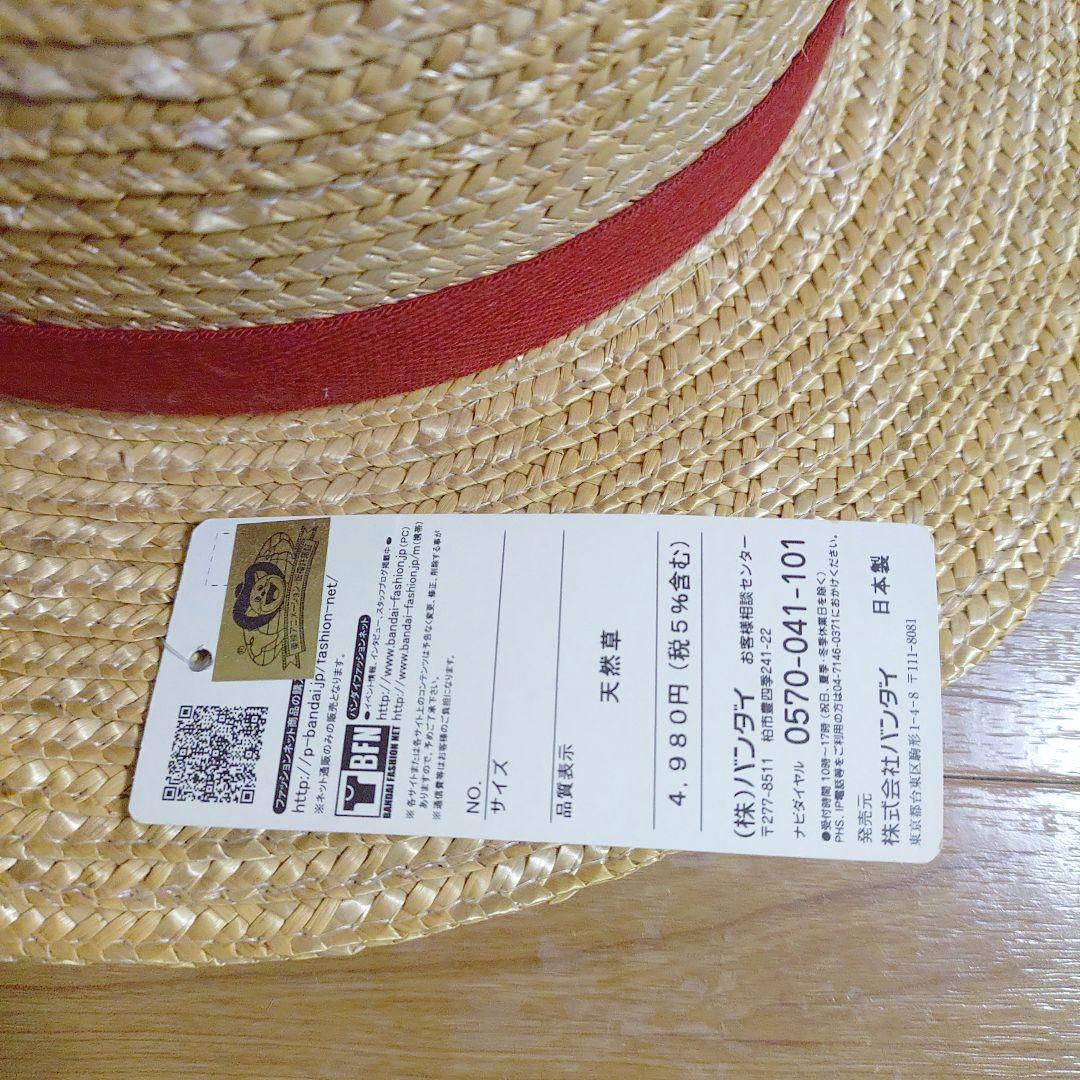 ファッションネット商品の購
http://p-bandai.jp/fashion-net/
※ネット通販のみの販売となります。
バンダイファッションネット
●イベント情報、インタビュー、スタッフブログ掲載中●
http://www.bandai-fashion.jp (PC)
http://www.bandai-fashion.jp/m (携帯)
BFN
BANDAI FASHION NET
※各サイトまたは各サイト上のコンテンツは予告なく変更、修正、削除する事が
ありますので、予めご了承下さい。
※通信費等はお客様のご負担になります。
NO.
サイズ
品質表示
天然草
4,980円(税5%含む)
(株)バンダイ お客様相談センター
〒277-8511 柏市豊四季241-22
ナビダイヤル 0570-041-101
●受付時間10時~17時(祝日、夏季・冬季休業日を除く)
PHS、IP電話等をご利用の方は04-7146-0371におかけください。
発売元
株式会社バンダイ 日本製
東京都台東区駒形1-4-8 〒111-8081
東映アニメーション
®